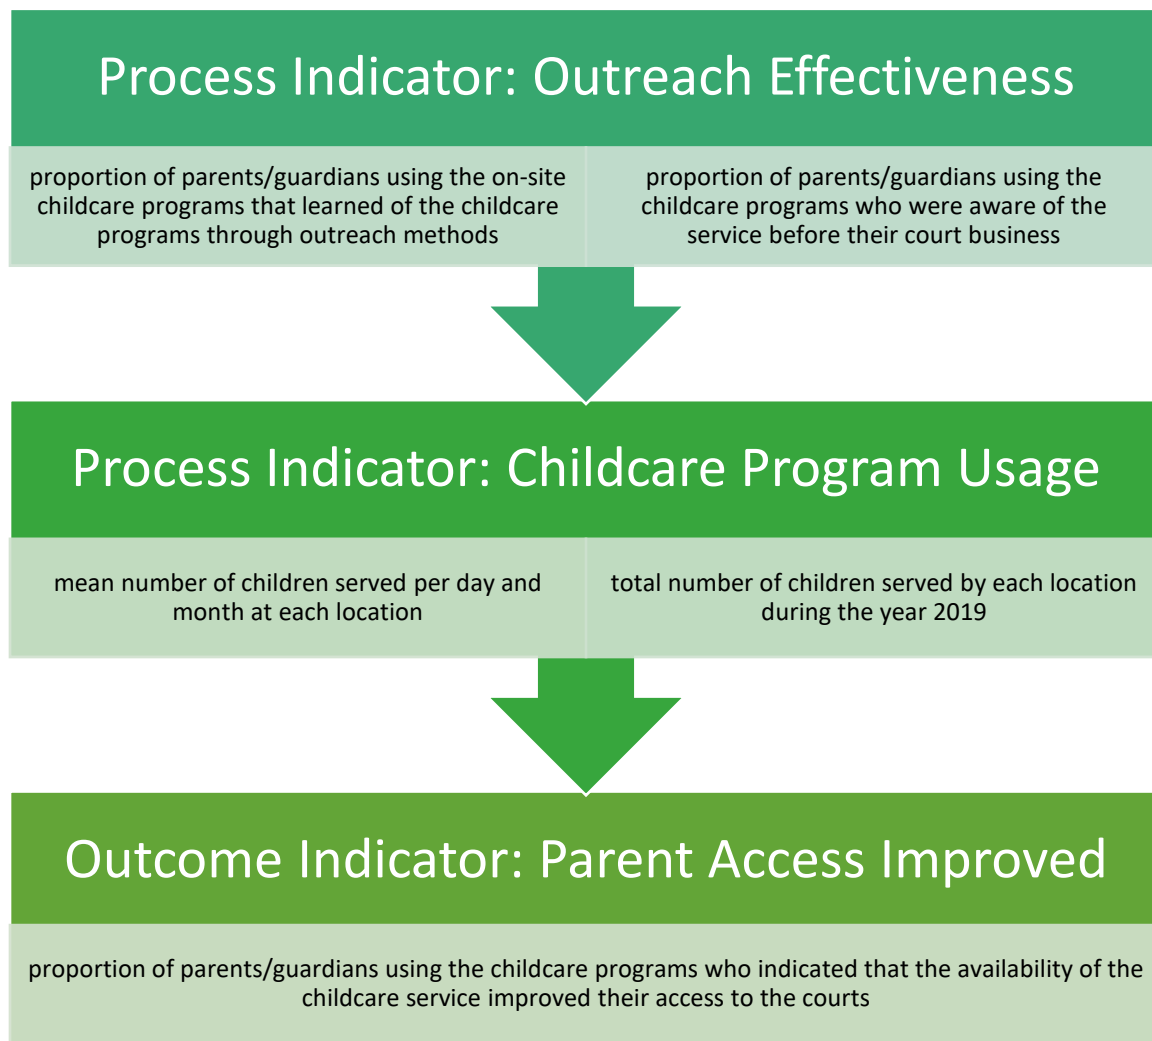 Process Indicator: Outreach Effectiveness
proportion of parents/guardians using the on-site
childcare programs that learned of the childcare
programs through outreach methods
proportion of parents/guardians using the
childcare programs who were aware of the
service before their court business
Process Indicator: Childcare Program Usage
mean number of children served per day and
month at each location
total number of children served by each location
during the year 2019
Outcome Indicator: Parent Access Improved
proportion of parents/guardians using the childcare programs who indicated that the availability of the
childcare service improved their access to the courts